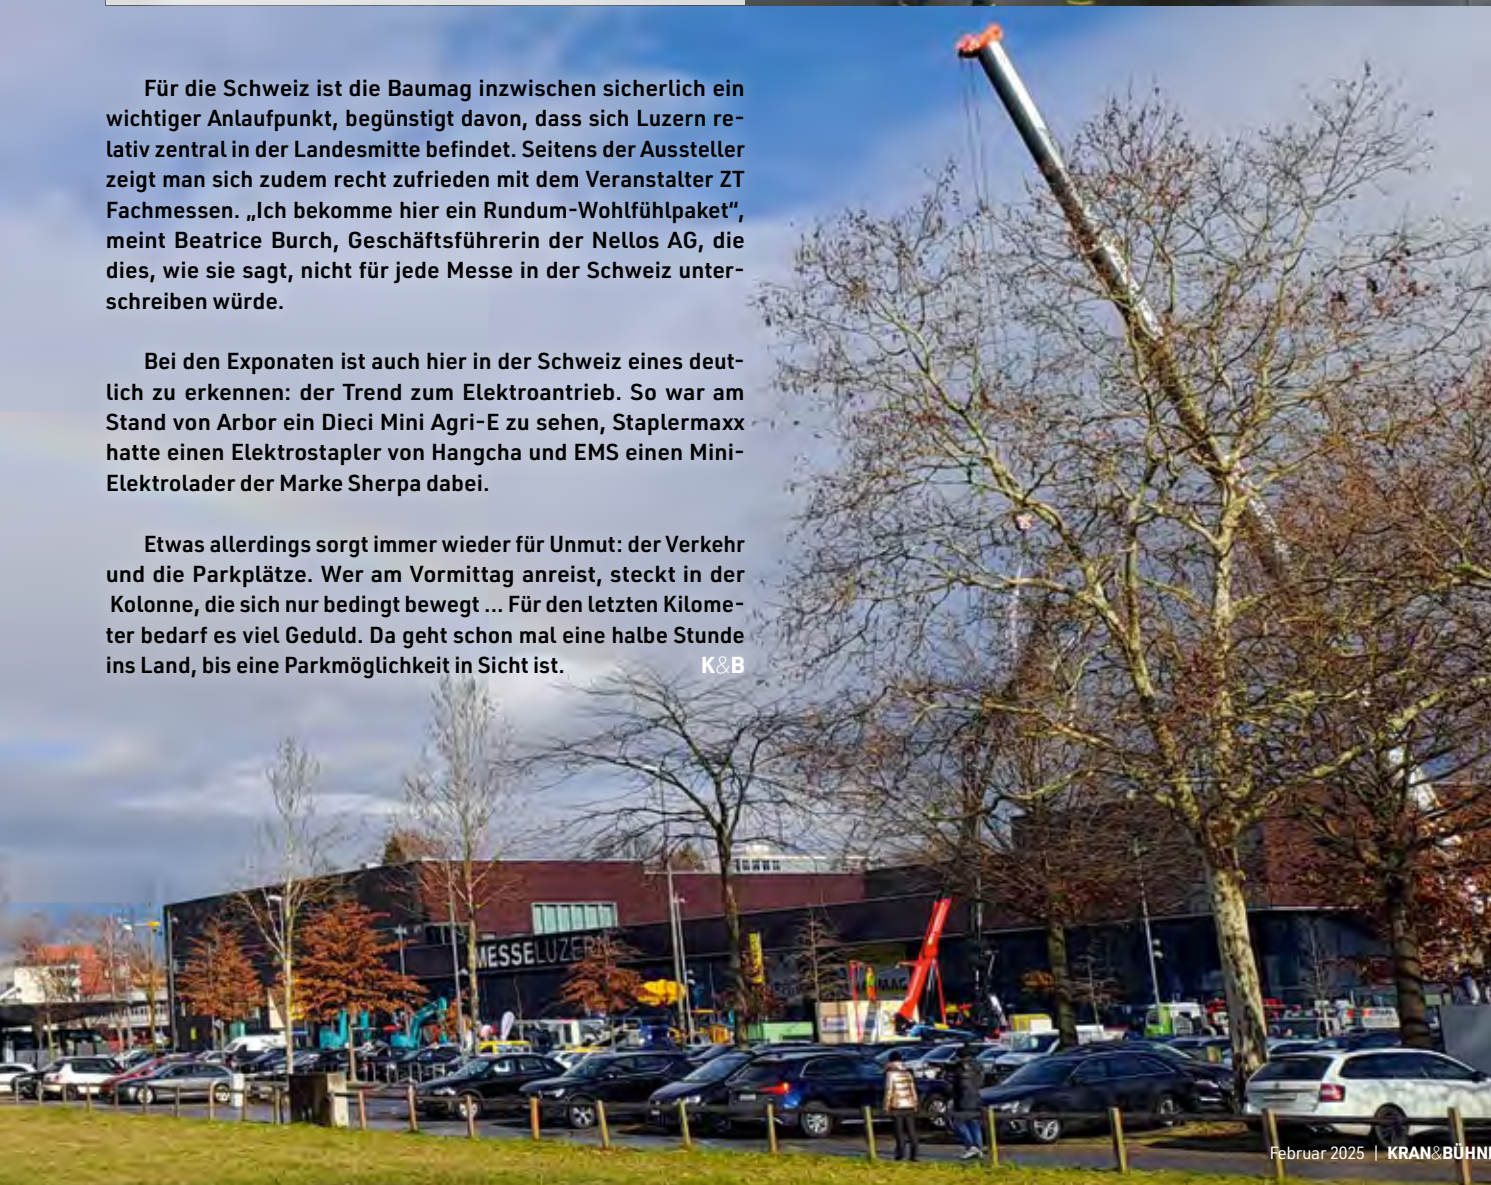 Für die Schweiz ist die Baumag inzwischen sicherlich ein
wichtiger Anlaufpunkt, begünstigt davon, dass sich Luzern re-
lativ zentral in der Landesmitte befindet. Seitens der Aussteller
zeigt man sich zudem recht zufrieden mit dem Veranstalter ZT
Fachmessen. „Ich bekomme hier ein Rundum-Wohlfühlpaket“,
meint Beatrice Burch, Geschäftsführerin der Nellos AG, die
dies, wie sie sagt, nicht für jede Messe in der Schweiz unter-
schreiben würde.
Bei den Exponaten ist auch hier in der Schweiz eines deut-
lich zu erkennen: der Trend zum Elektroantrieb. So war am
Stand von Arbor ein Dieci Mini Agri-E zu sehen, Staplermaxx
hatte einen Elektrostapler von Hangcha und EMS einen Mini-
Elektrolader der Marke Sherpa dabei.
Etwas allerdings sorgt immer wieder für Unmut: der Verkehr
und die Parkplätze. Wer am Vormittag anreist, steckt in der
Kolonne, die sich nur bedingt bewegt ... Für den letzten Kilome-
ter bedarf es viel Geduld. Da geht schon mal eine halbe Stunde
ins Land, bis eine Parkmöglichkeit in Sicht ist. K&B
MESSELUZERN
Februar 2025 | KRAN&BÜHN